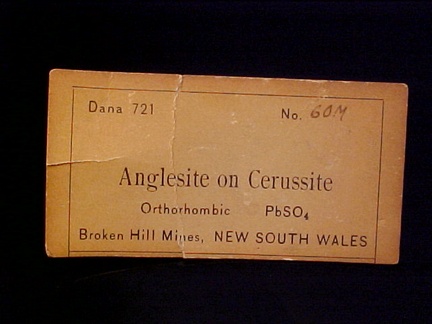 Dana 721 No. 60M
Anglesite on Cerussite
Orthorhombic PbSO₄
Broken Hill Mines, NEW SOUTH WALES